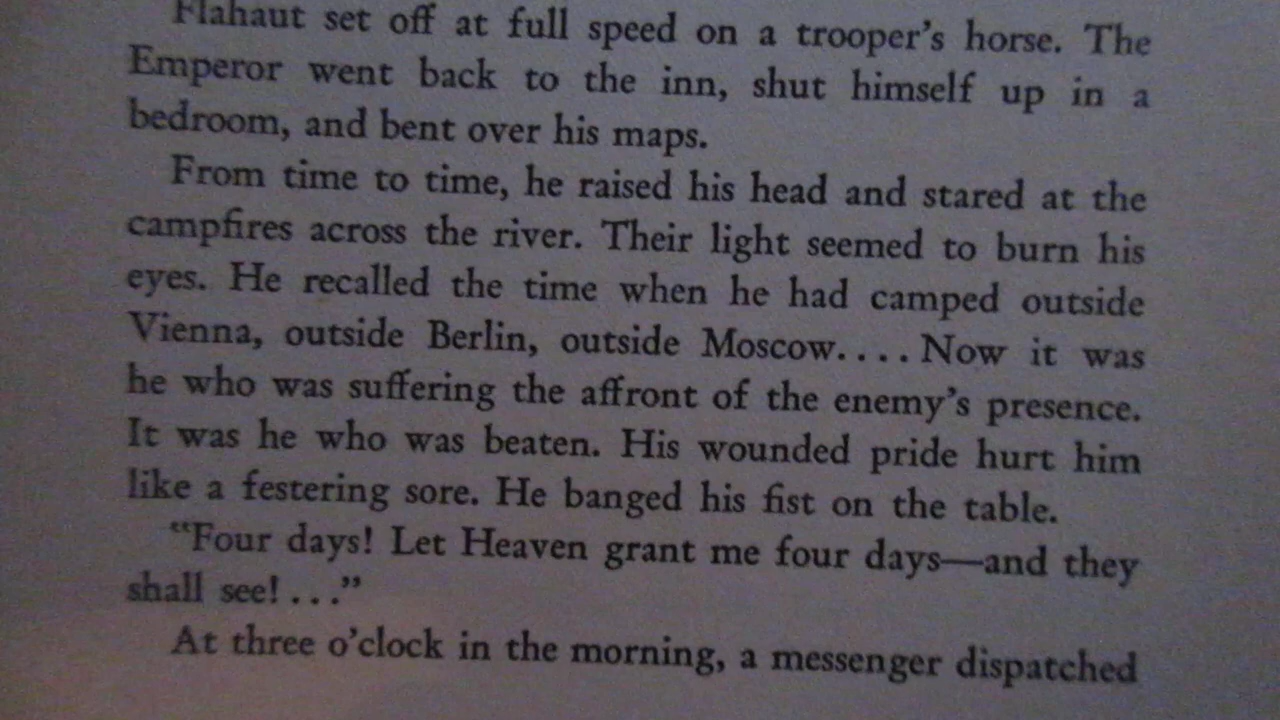 Flahaut set off at full speed on a trooper's horse. The
Emperor went back to the inn, shut himself up in a
bedroom, and bent over his maps.
From time to time, he raised his head and stared at the
campfires across the river. Their light seemed to burn his
eyes. He recalled the time when he had camped outside
Vienna, outside Berlin, outside Moscow.... Now it was
he who was suffering the affront of the enemy's presence.
It was he who was beaten. His wounded pride hurt him
like a festering sore. He banged his fist on the table.
“Four days! Let Heaven grant me four days—and they
shall see!...”
At three o'clock in the morning, a messenger dispatched